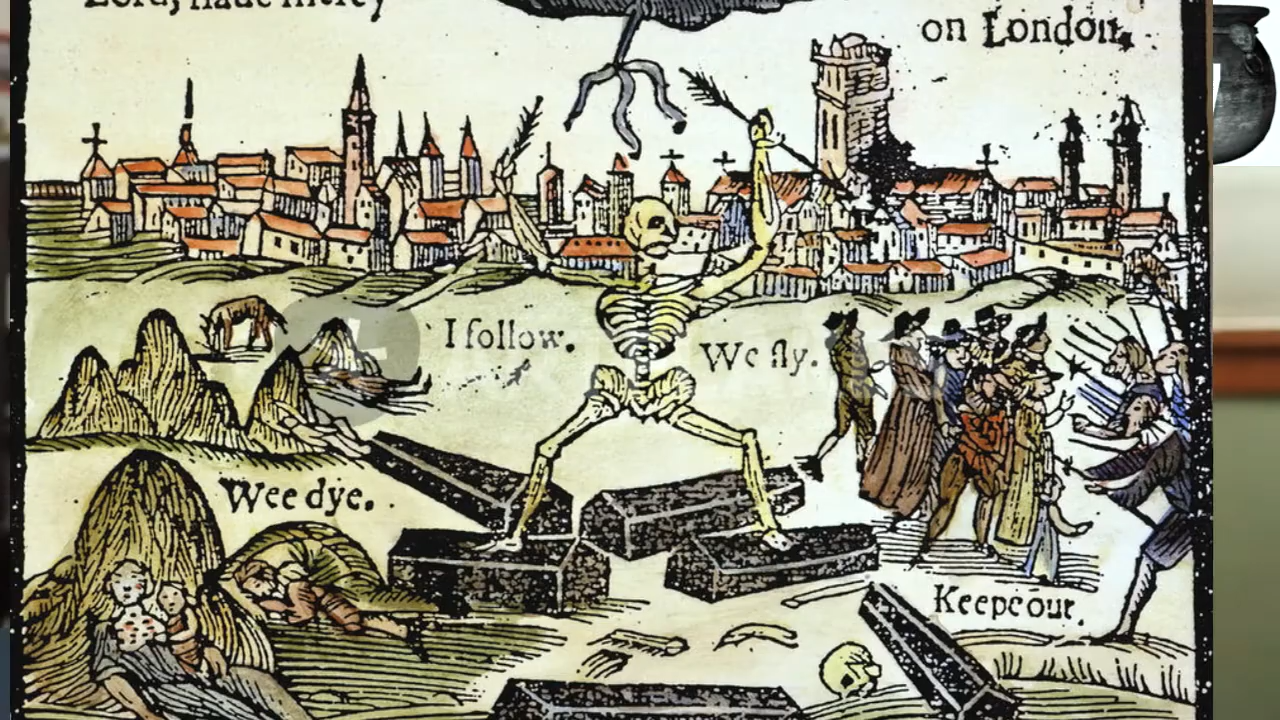 Lord, haue mercy
on London.
I follow.
We fly.
Wee dye.
Keepe out.